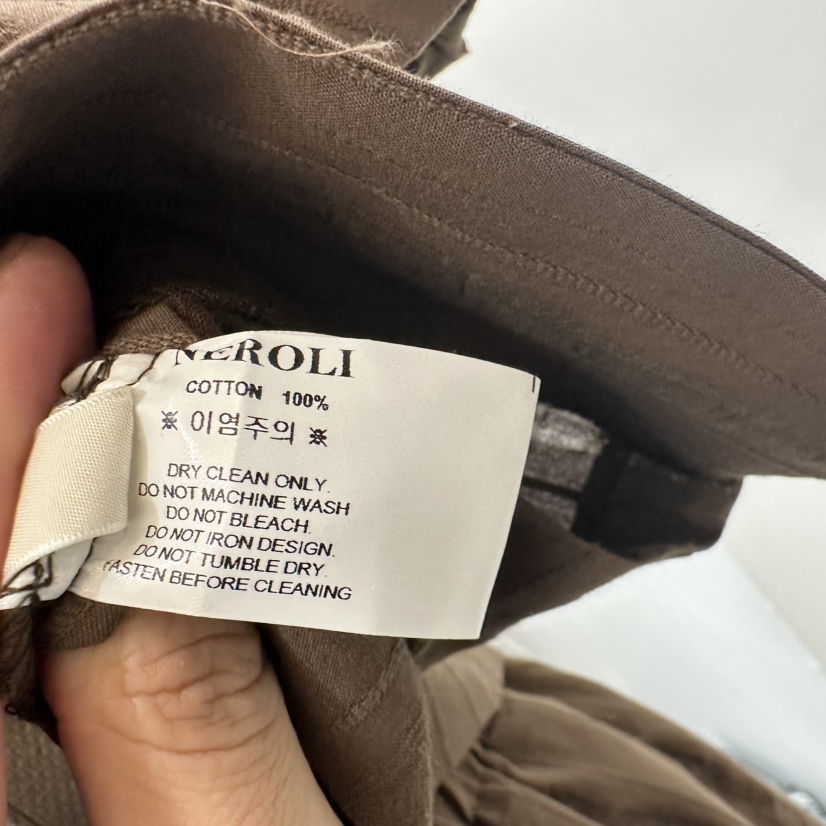 NEROLI
COTTON 100%
※ 이염주의 ※
DRY CLEAN ONLY.
DO NOT MACHINE WASH
DO NOT BLEACH.
DO NOT IRON DESIGN.
DO NOT TUMBLE DRY.
FASTEN BEFORE CLEANING